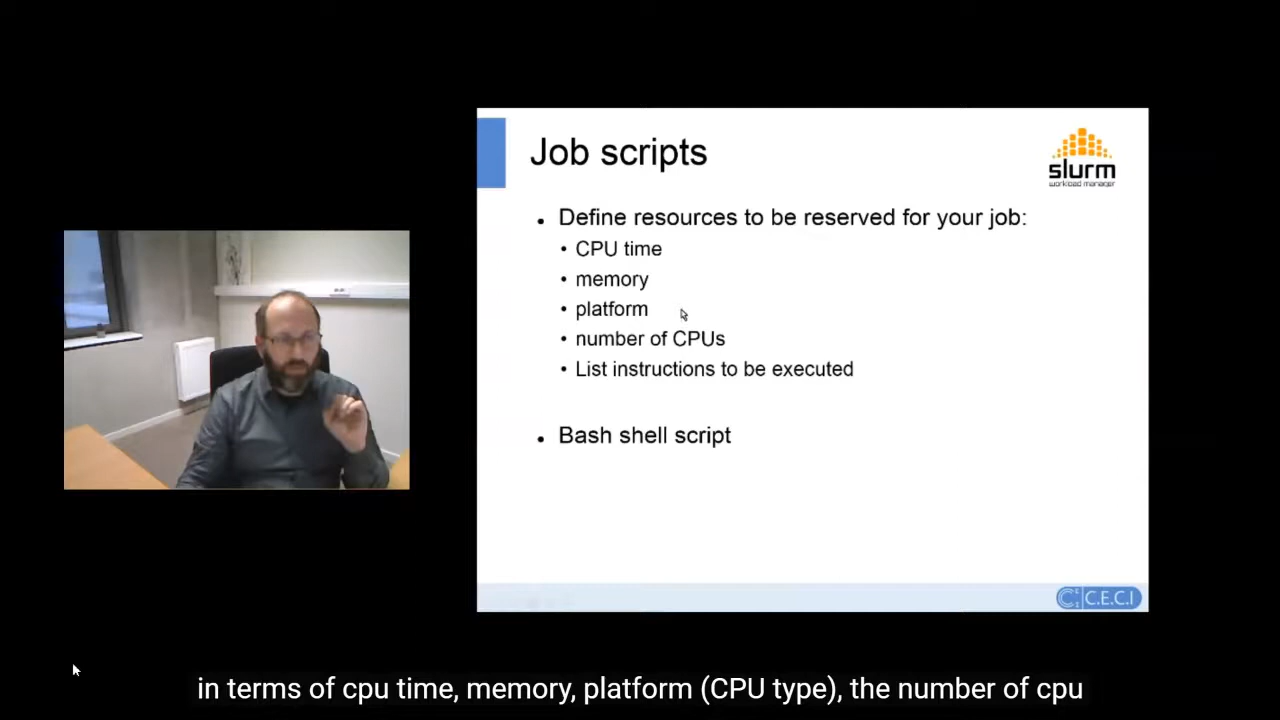 Job scripts
slurm
workload manager
• Define resources to be reserved for your job:
• CPU time
• memory
• platform
• number of CPUs
• List instructions to be executed
• Bash shell script
C.E.C.I
in terms of cpu time, memory, platform (CPU type), the number of cpu